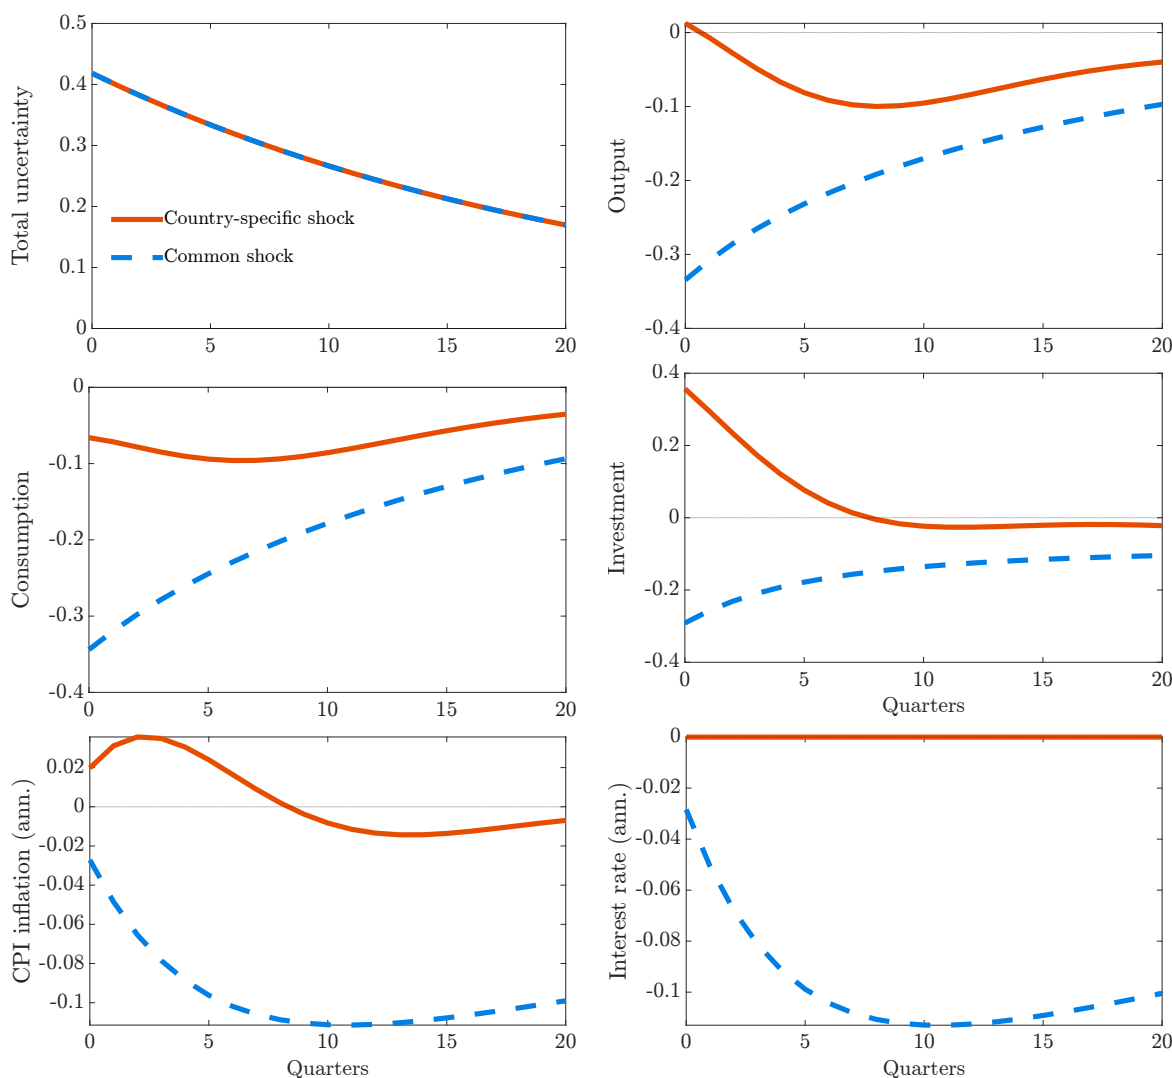 Total uncertainty
0.5
0.4
0.3
0.2
0.1
0
Country-specific shock
Common shock
0 5 10 15 20
Output
0
-0.1
-0.2
-0.3
-0.4
0 5 10 15 20
Consumption
0
-0.1
-0.2
-0.3
-0.4
0 5 10 15 20
Investment
0.4
0.2
0
-0.2
-0.4
0 5 10 15 20
Quarters
CPI inflation (ann.)
0.02
0
-0.02
-0.04
-0.06
-0.08
-0.1
0 5 10 15 20
Quarters
Interest rate (ann.)
0
-0.02
-0.04
-0.06
-0.08
-0.1
0 5 10 15 20
Quarters